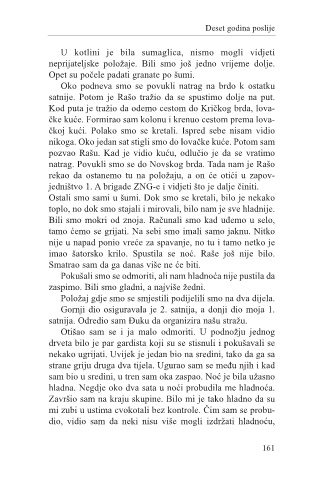 Deset godina poslije
U kotlini je bila sumaglica, nismo mogli vidjeti
neprijateljske položaje. Bili smo još jedno vrijeme dolje.
Opet su počele padati granate po šumi.
Oko podneva smo se povukli natrag na brdo k ostatku
satnije. Potom je Rašo tražio da se spustimo dolje na put.
Kod puta je tražio da odemo cestom do Kričkog brda, lova-
čke kuće. Formirao sam kolonu i krenuo cestom prema lova-
čkoj kući. Polako smo se kretali. Ispred sebe nisam vidio
nikoga. Oko jedan sat stigli smo do lovačke kuće. Potom sam
pozvao Rašu. Kad je vidio kuću, odlučio je da se vratimo
natrag. Povukli smo se do Novskog brda. Tada nam je Rašo
rekao da ostanemo tu na položaju, a on će otići u zapov-
jedništvo 1. A brigade ZNG-e i vidjeti što je dalje činiti.
Ostali smo sami u šumi. Dok smo se kretali, bilo je nekako
toplo, no dok smo stajali i mirovali, bilo nam je sve hladnije.
Bili smo mokri od znoja. Računali smo kad uđemo u selo,
tamo ćemo se grijati. Na sebi smo imali samo jaknu. Nitko
nije u napad ponio vreće za spavanje, no tu i tamo netko je
imao šatorsko krilo. Spustila se noć. Raše još nije bilo.
Smatrao sam da ga danas više ne će biti.
Pokušali smo se odmoriti, ali nam hladnoća nije pustila da
zaspimo. Bili smo gladni, a najviše žedni.
Položaj gdje smo se smjestili podijelili smo na dva dijela.
Gornji dio osiguravala je 2. satnija, a donji dio moja 1.
satnija. Odredio sam Đuku da organizira našu stražu.
Otišao sam se i ja malo odmoriti. U podnožju jednog
drveta bilo je par gardista koji su se stisnuli i pokušavali se
nekako ugrijati. Uvijek je jedan bio na sredini, tako da ga sa
strane griju druga dva tijela. Ugurao sam se među njih i kad
sam bio u sredini, u tren sam oka zaspao. Noć je bila užasno
hladna. Negdje oko dva sata u noći probudila me hladnoća.
Završio sam na kraju skupine. Bilo mi je tako hladno da su
mi zubi u ustima cvokotali bez kontrole. Čim sam se probu-
dio, vidio sam da neki nisu više mogli izdržati hladnoću,
161